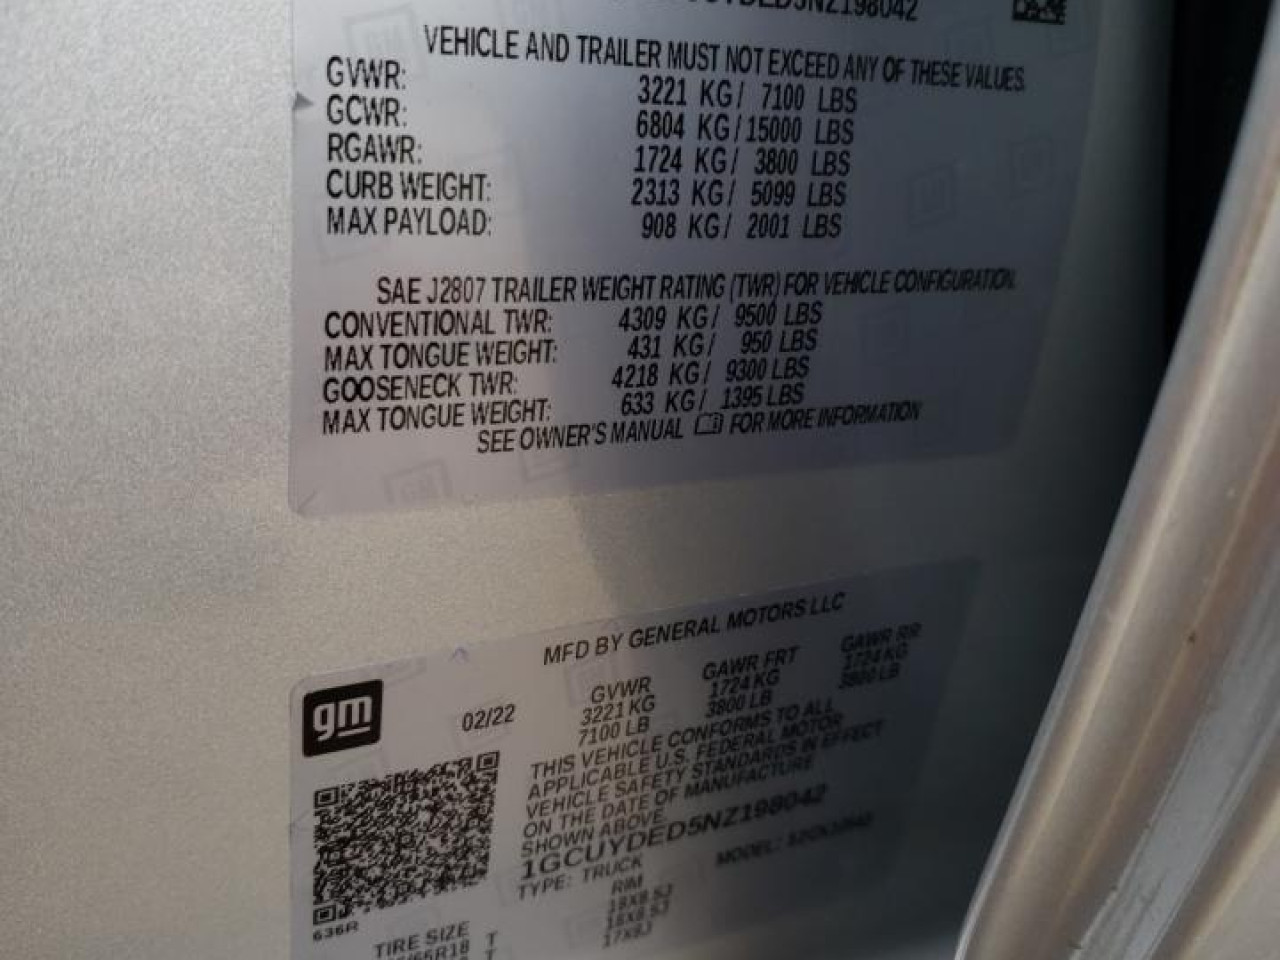 VEHICLE AND TRAILER MUST NOT EXCEED ANY OF THESE VALUES.
GVWR: 3221 KG/ 7100 LBS
GCWR: 6804 KG/ 15000 LBS
RGAWR: 1724 KG/ 3800 LBS
CURB WEIGHT: 2313 KG/ 5099 LBS
MAX PAYLOAD: 908 KG/ 2001 LBS
SAE J2807 TRAILER WEIGHT RATING (TWR) FOR VEHICLE CONFIGURATION.
CONVENTIONAL TWR: 4309 KG/ 9500 LBS
MAX TONGUE WEIGHT: 431 KG/ 950 LBS
GOOSENECK TWR: 4218 KG/ 9300 LBS
MAX TONGUE WEIGHT: 633 KG/ 1395 LBS
SEE OWNER'S MANUAL FOR MORE INFORMATION
MFD BY GENERAL MOTORS LLC
gm
02/22
GVWR GAWR FRT GAWR RR
3221 KG 1724 KG 1724 KG
7100 LB 3800 LB 3800 LB
THIS VEHICLE CONFORMS TO ALL
APPLICABLE U.S. FEDERAL MOTOR
VEHICLE SAFETY STANDARDS IN EFFECT
ON THE DATE OF MANUFACTURE
SHOWN ABOVE.
1GCUYDED5NZ198042
TYPE: TRUCK MODEL:
636R
TIRE SIZE RIM